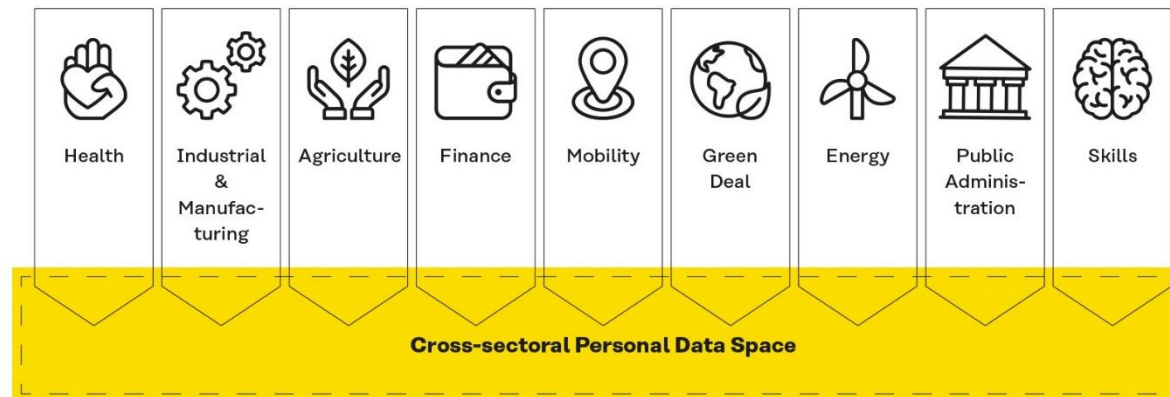 Health
Industrial
&
Manufac-
turing
Agriculture
Finance
Mobility
Green
Deal
Energy
Public
Adminis-
tration
Skills
Cross-sectoral Personal Data Space